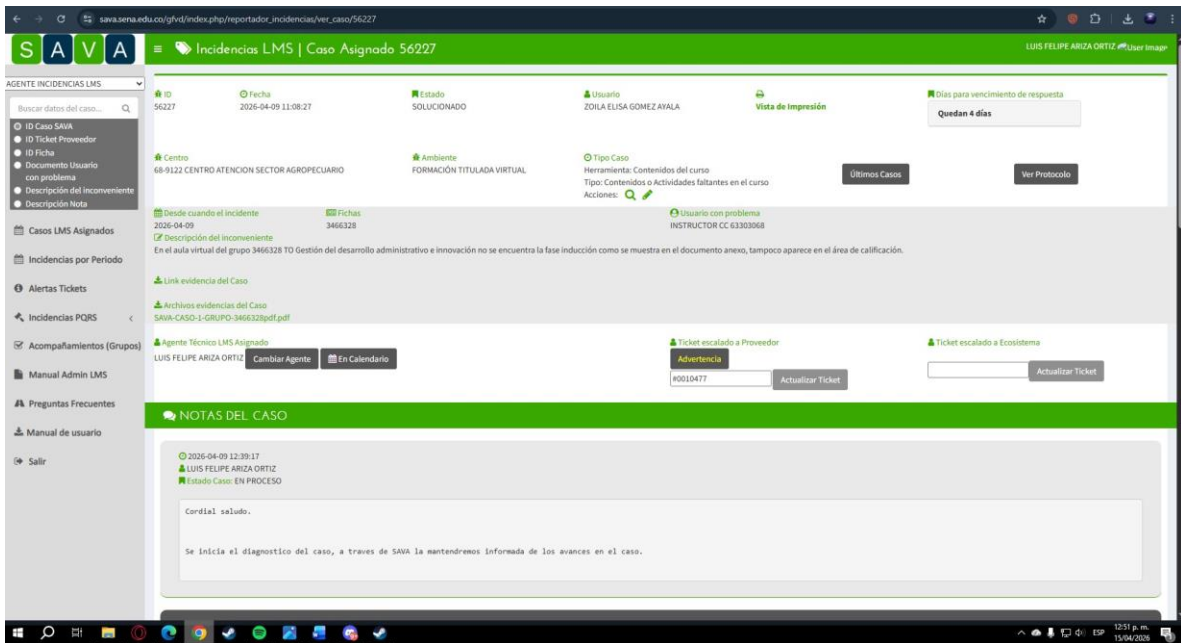 sava.sena.edu.co/gfvd/index.php/reportador_incidencias/ver_caso/56227
SAVA
Incidencias LMS | Caso Asignado 56227
LUIS FELIPE ARIZA ORTIZ User Image
AGENTE INCIDENCIAS LMS
Buscar datos del caso...
ID Caso SAVA
ID Ticket Proveedor
ID Ficha
Documento Usuario
con problema
Descripción del inconveniente
Descripción Nota
Casos LMS Asignados
Incidencias por Periodo
Alertas Tickets
Incidencias PQRS
Acompañamientos (Grupos)
Manual Admin LMS
Preguntas Frecuentes
Manual de usuario
Salir
ID
56227
Fecha
2026-04-09 11:08:27
Estado
SOLUCIONADO
Usuario
ZOILA ELISA GOMEZ AYALA
Vista de Impresión
Días para vencimiento de respuesta
Quedan 4 días
Centro
68-9122 CENTRO ATENCION SECTOR AGROPECUARIO
Ambiente
FORMACIÓN TITULADA VIRTUAL
Tipo Caso
Herramienta: Contenidos del curso
Tipo: Contenidos o Actividades faltantes en el curso
Acciones:
Últimos Casos
Ver Protocolo
Desde cuando el incidente
2026-04-09
Fichas
3466328
Usuario con problema
INSTRUCTOR CC 63303068
Descripción del inconveniente
En el aula virtual del grupo 3466328 TO Gestión del desarrollo administrativo e innovación no se encuentra la fase inducción como se muestra en el documento anexo, tampoco aparece en el área de calificación.
Link evidencia del Caso
Archivos evidencias del Caso
SAVA-CASO-1-GRUPO-3466328pdf.pdf
Agente Técnico LMS Asignado
LUIS FELIPE ARIZA ORTIZ Cambiar Agente En Calendario
Ticket escalado a Proveedor
Advertencia
#0010477 Actualizar Ticket
Ticket escalado a Ecosistema
Actualizar Ticket
NOTAS DEL CASO
2026-04-09 12:39:17
LUIS FELIPE ARIZA ORTIZ
Estado Caso: EN PROCESO
Cordial saludo.
Se inicia el diagnostico del caso, a traves de SAVA la mantendremos informada de los avances en el caso.
ESP
12:51 p. m.
15/04/2026